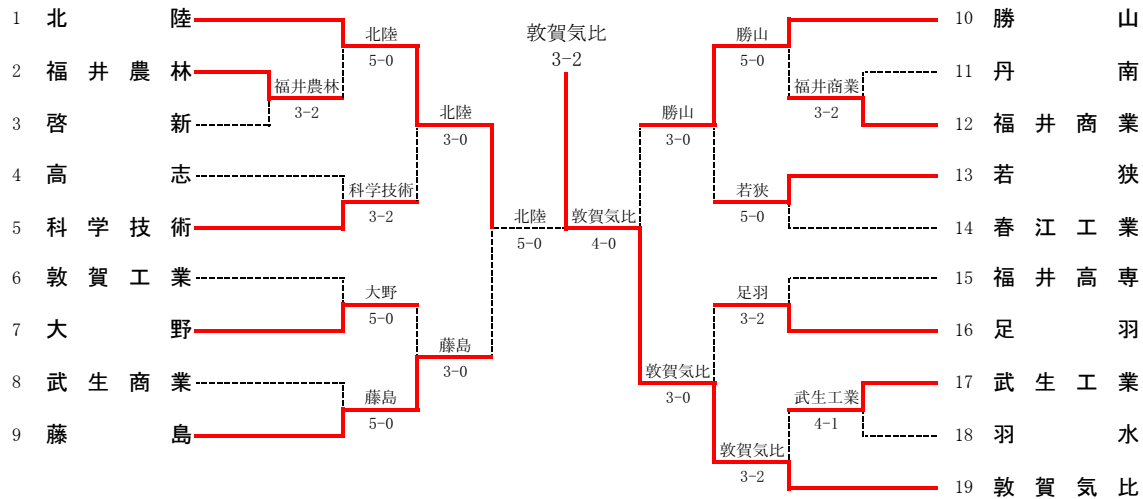 1 北陸
2 福井農林
3 啓新
4 高志
5 科学技術
6 敦賀工業
7 大野
8 武生商業
9 藤島
福井農林
3-2
北陸
5-0
科学技術
3-2
大野
5-0
藤島
5-0
北陸
3-0
藤島
3-0
北陸
5-0
敦賀気比
3-2
敦賀気比
4-0
勝山
3-0
敦賀気比
3-0
勝山
5-0
若狭
5-0
足羽
3-2
敦賀気比
3-2
福井商業
3-2
武生工業
4-1
10 勝山
11 丹南
12 福井商業
13 若狭
14 春江工業
15 福井高専
16 足羽
17 武生工業
18 羽水
19 敦賀気比